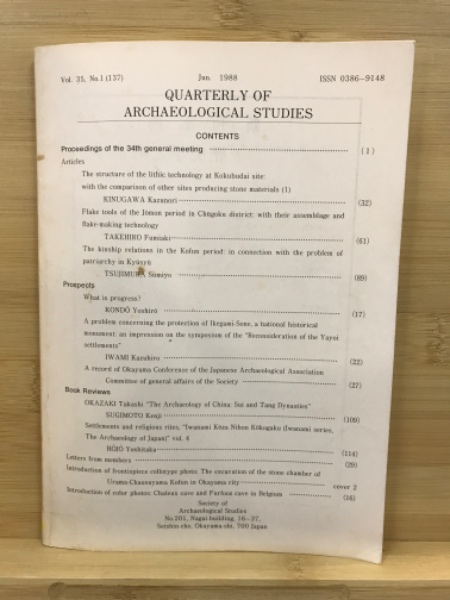 Vol. 35, No.1 (137) Jun. 1988 ISSN 0386-9148
QUARTERLY OF
ARCHAEOLOGICAL STUDIES
CONTENTS
Proceedings of the 34th general meeting (1)
Articles
The structure of the lithic technology at Kokubudai site:
with the comparison of other sites producing stone materials (1)
KINUGAWA Kazunori (32)
Flake tools of the Jōmon period in Chūgoku district: with their assemblage and
flake-making technology
TAKEHIRO Fumiaki (61)
The kinship relations in the Kofun period: in connection with the problem of
patriarchy in Kyūsyū
TSUJIMURA Sumiyo (89)
Prospects
What is progress?
KONDŌ Yoshirō (17)
A problem concerning the protection of Ikegami-Sone, a national historical
monument: an impression on the symposium of the "Reconsideration of the Yayoi
settlements"
IWAMI Kazuhiro (22)
A record of Okayama Conference of the Japanese Archaeological Association
Committee of general affairs of the Society (27)
Book Reviews
OKAZAKI Takashi "The Archaeology of China: Sui and Tang Dynasties"
SUGIMOTO Kenji (109)
Settlements and religious rites, "Iwanami Kōza Nihon Kōkogaku (Iwanami series,
The Archaeology of Japan)" vol. 4
HŌJŌ Yoshitaka (114)
Letters from members (29)
Introduction of frontispiece collotype photo: The excavation of the stone chamber of
Uruma-Chausuyama Kofun in Okayama city cover 2
Introduction of color photos: Chaleux cave and Furfooz cave in Belgium (16)
Society of
Archaeological Studies
No.201, Nagai-building, 16-37,
Seishin-cho, Okayama-shi, 700 Japan